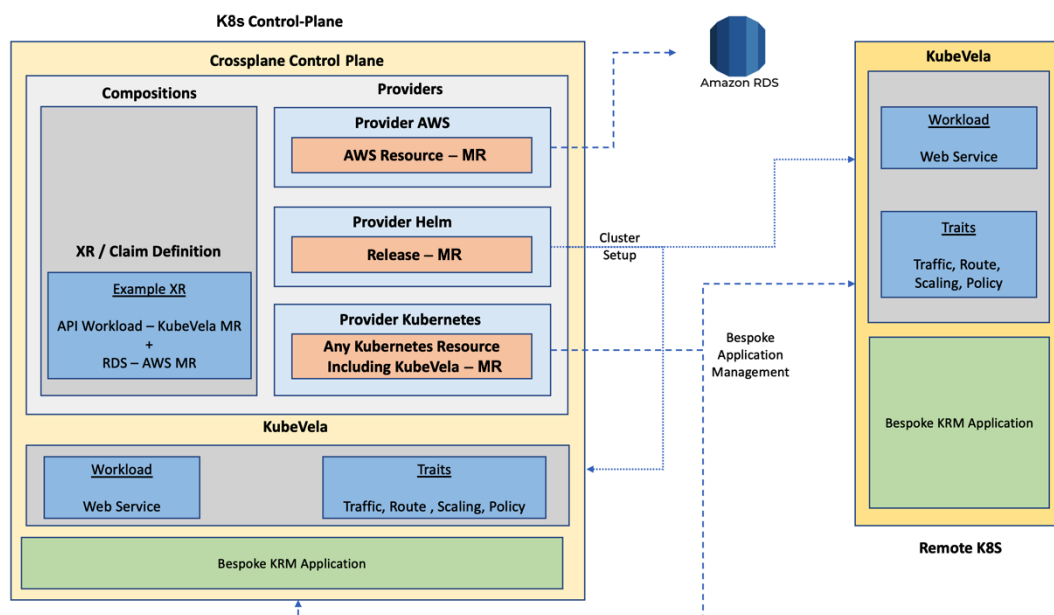 K8s Control-Plane
Crossplane Control Plane
Compositions
XR / Claim Definition
Example XR
API Workload – KubeVela MR
+
RDS – AWS MR
Providers
Provider AWS
AWS Resource – MR
Provider Helm
Release – MR
Provider Kubernetes
Any Kubernetes Resource
Including KubeVela – MR
KubeVela
Workload
Web Service
Traits
Traffic, Route , Scaling, Policy
Bespoke KRM Application
Amazon RDS
Cluster
Setup
Bespoke
Application
Management
KubeVela
Workload
Web Service
Traits
Traffic, Route,
Scaling, Policy
Bespoke KRM Application
Remote K8S